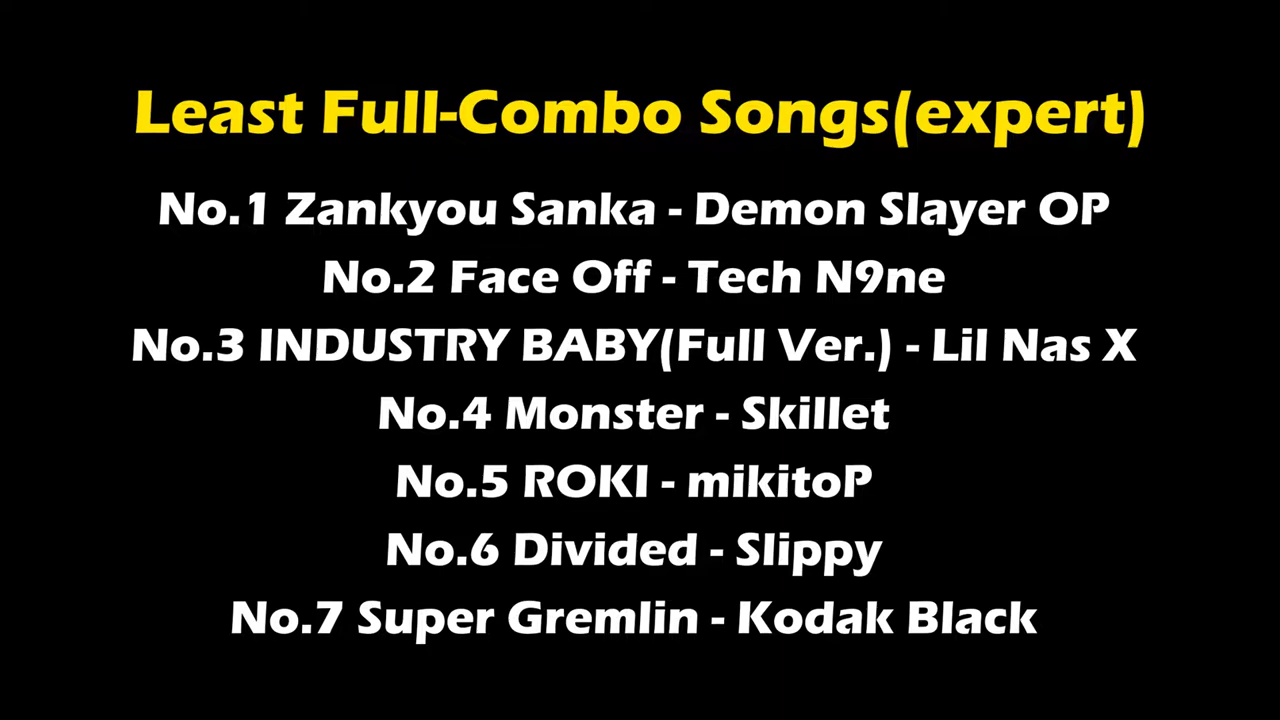 Least Full-Combo Songs(expert)
No.1 Zankyou Sanka - Demon Slayer OP
No.2 Face Off - Tech N9ne
No.3 INDUSTRY BABY(Full Ver.) - Lil Nas X
No.4 Monster - Skillet
No.5 ROKI - mikitoP
No.6 Divided - Slippy
No.7 Super Gremlin - Kodak Black